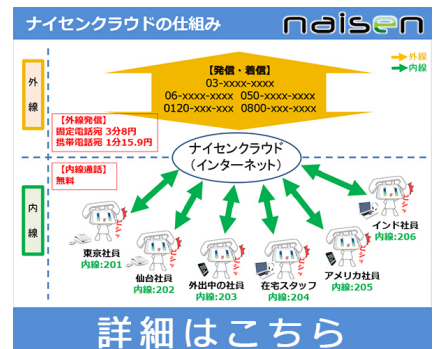 ナイセンクラウドの仕組み
naisen
外線
内線
外線
【発信・着信】
03-xxxx-xxxx
06-xxxx-xxxx 050-xxxx-xxxx
0120-xxx-xxx 0800-xxx-xxxx
【外線発信】
固定電話宛 3分8円
携帯電話宛 1分15.9円
ナイセンクラウド
(インターネット)
【内線通話】
無料
内線
東京社員
内線:201
仙台社員
内線:202
外出中の社員
内線:203
在宅スタッフ
内線:204
アメリカ社員
内線:205
インド社員
内線:206
詳細はこちら